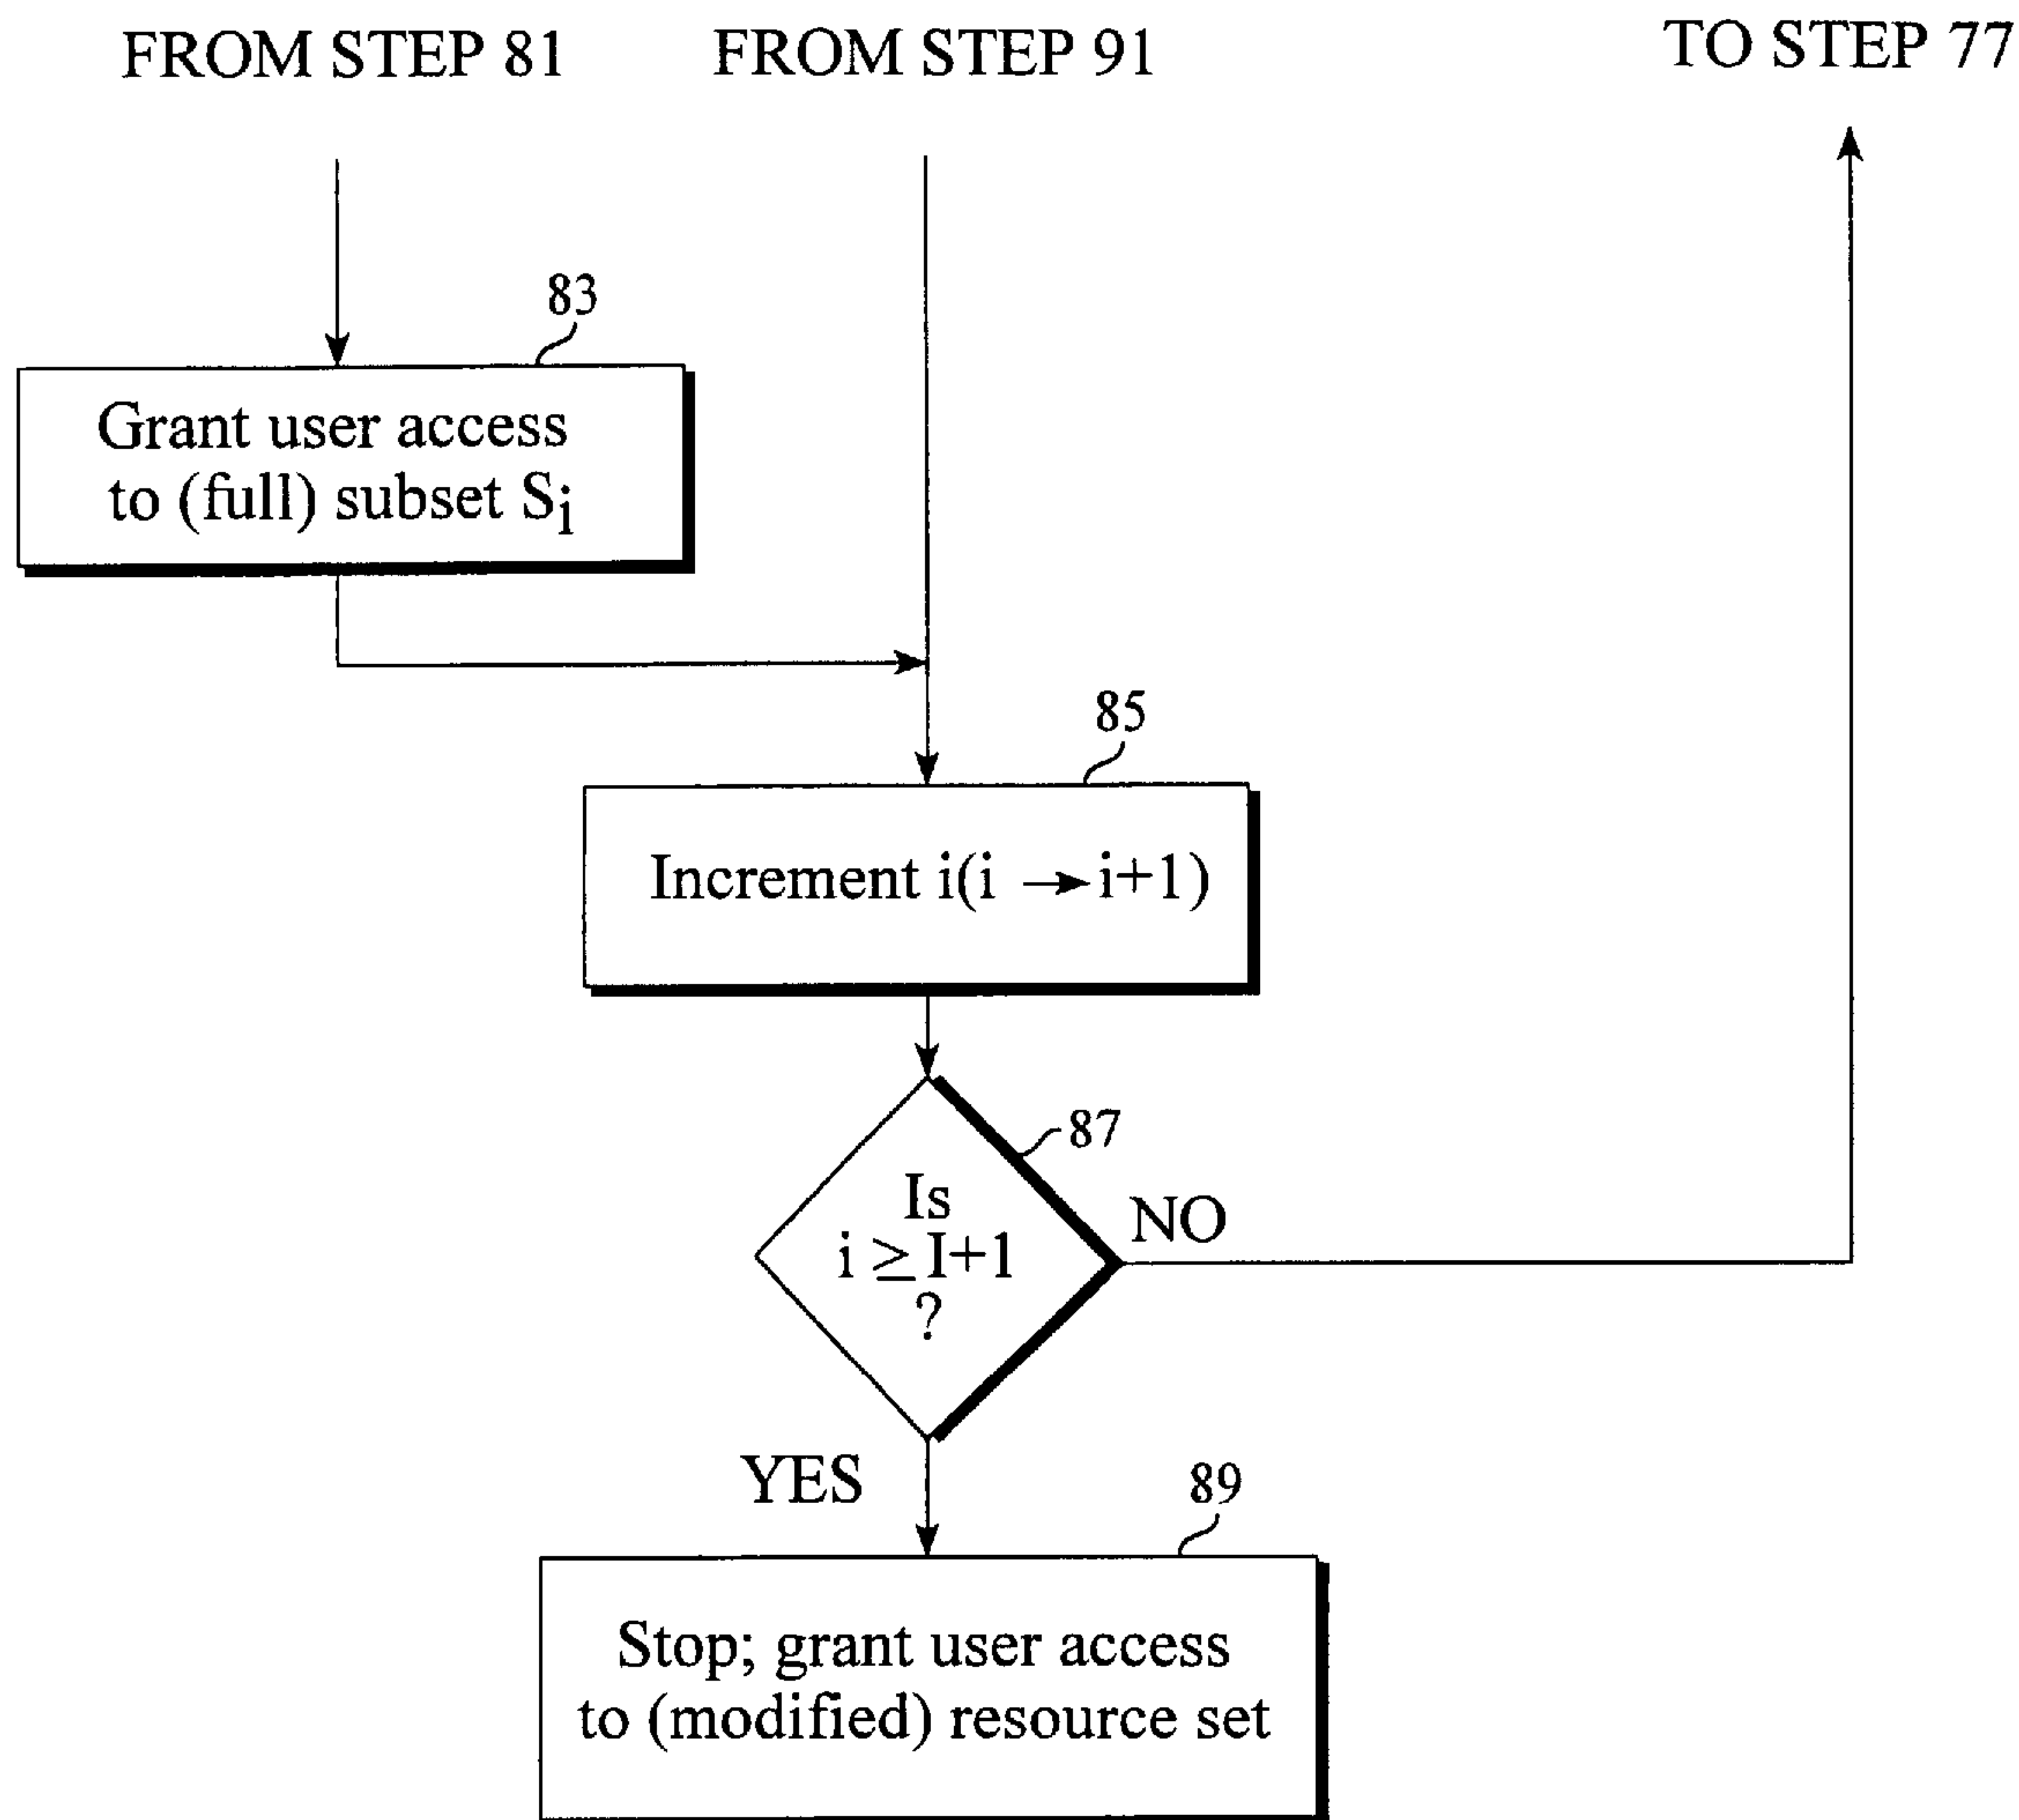 FROM STEP 81
FROM STEP 91
TO STEP 77
83
Grant user access
to (full) subset Si
85
Increment i(i → i+1)
87
Is
i ≥ I+1
?
NO
YES
89
Stop; grant user access
to (modified) resource set